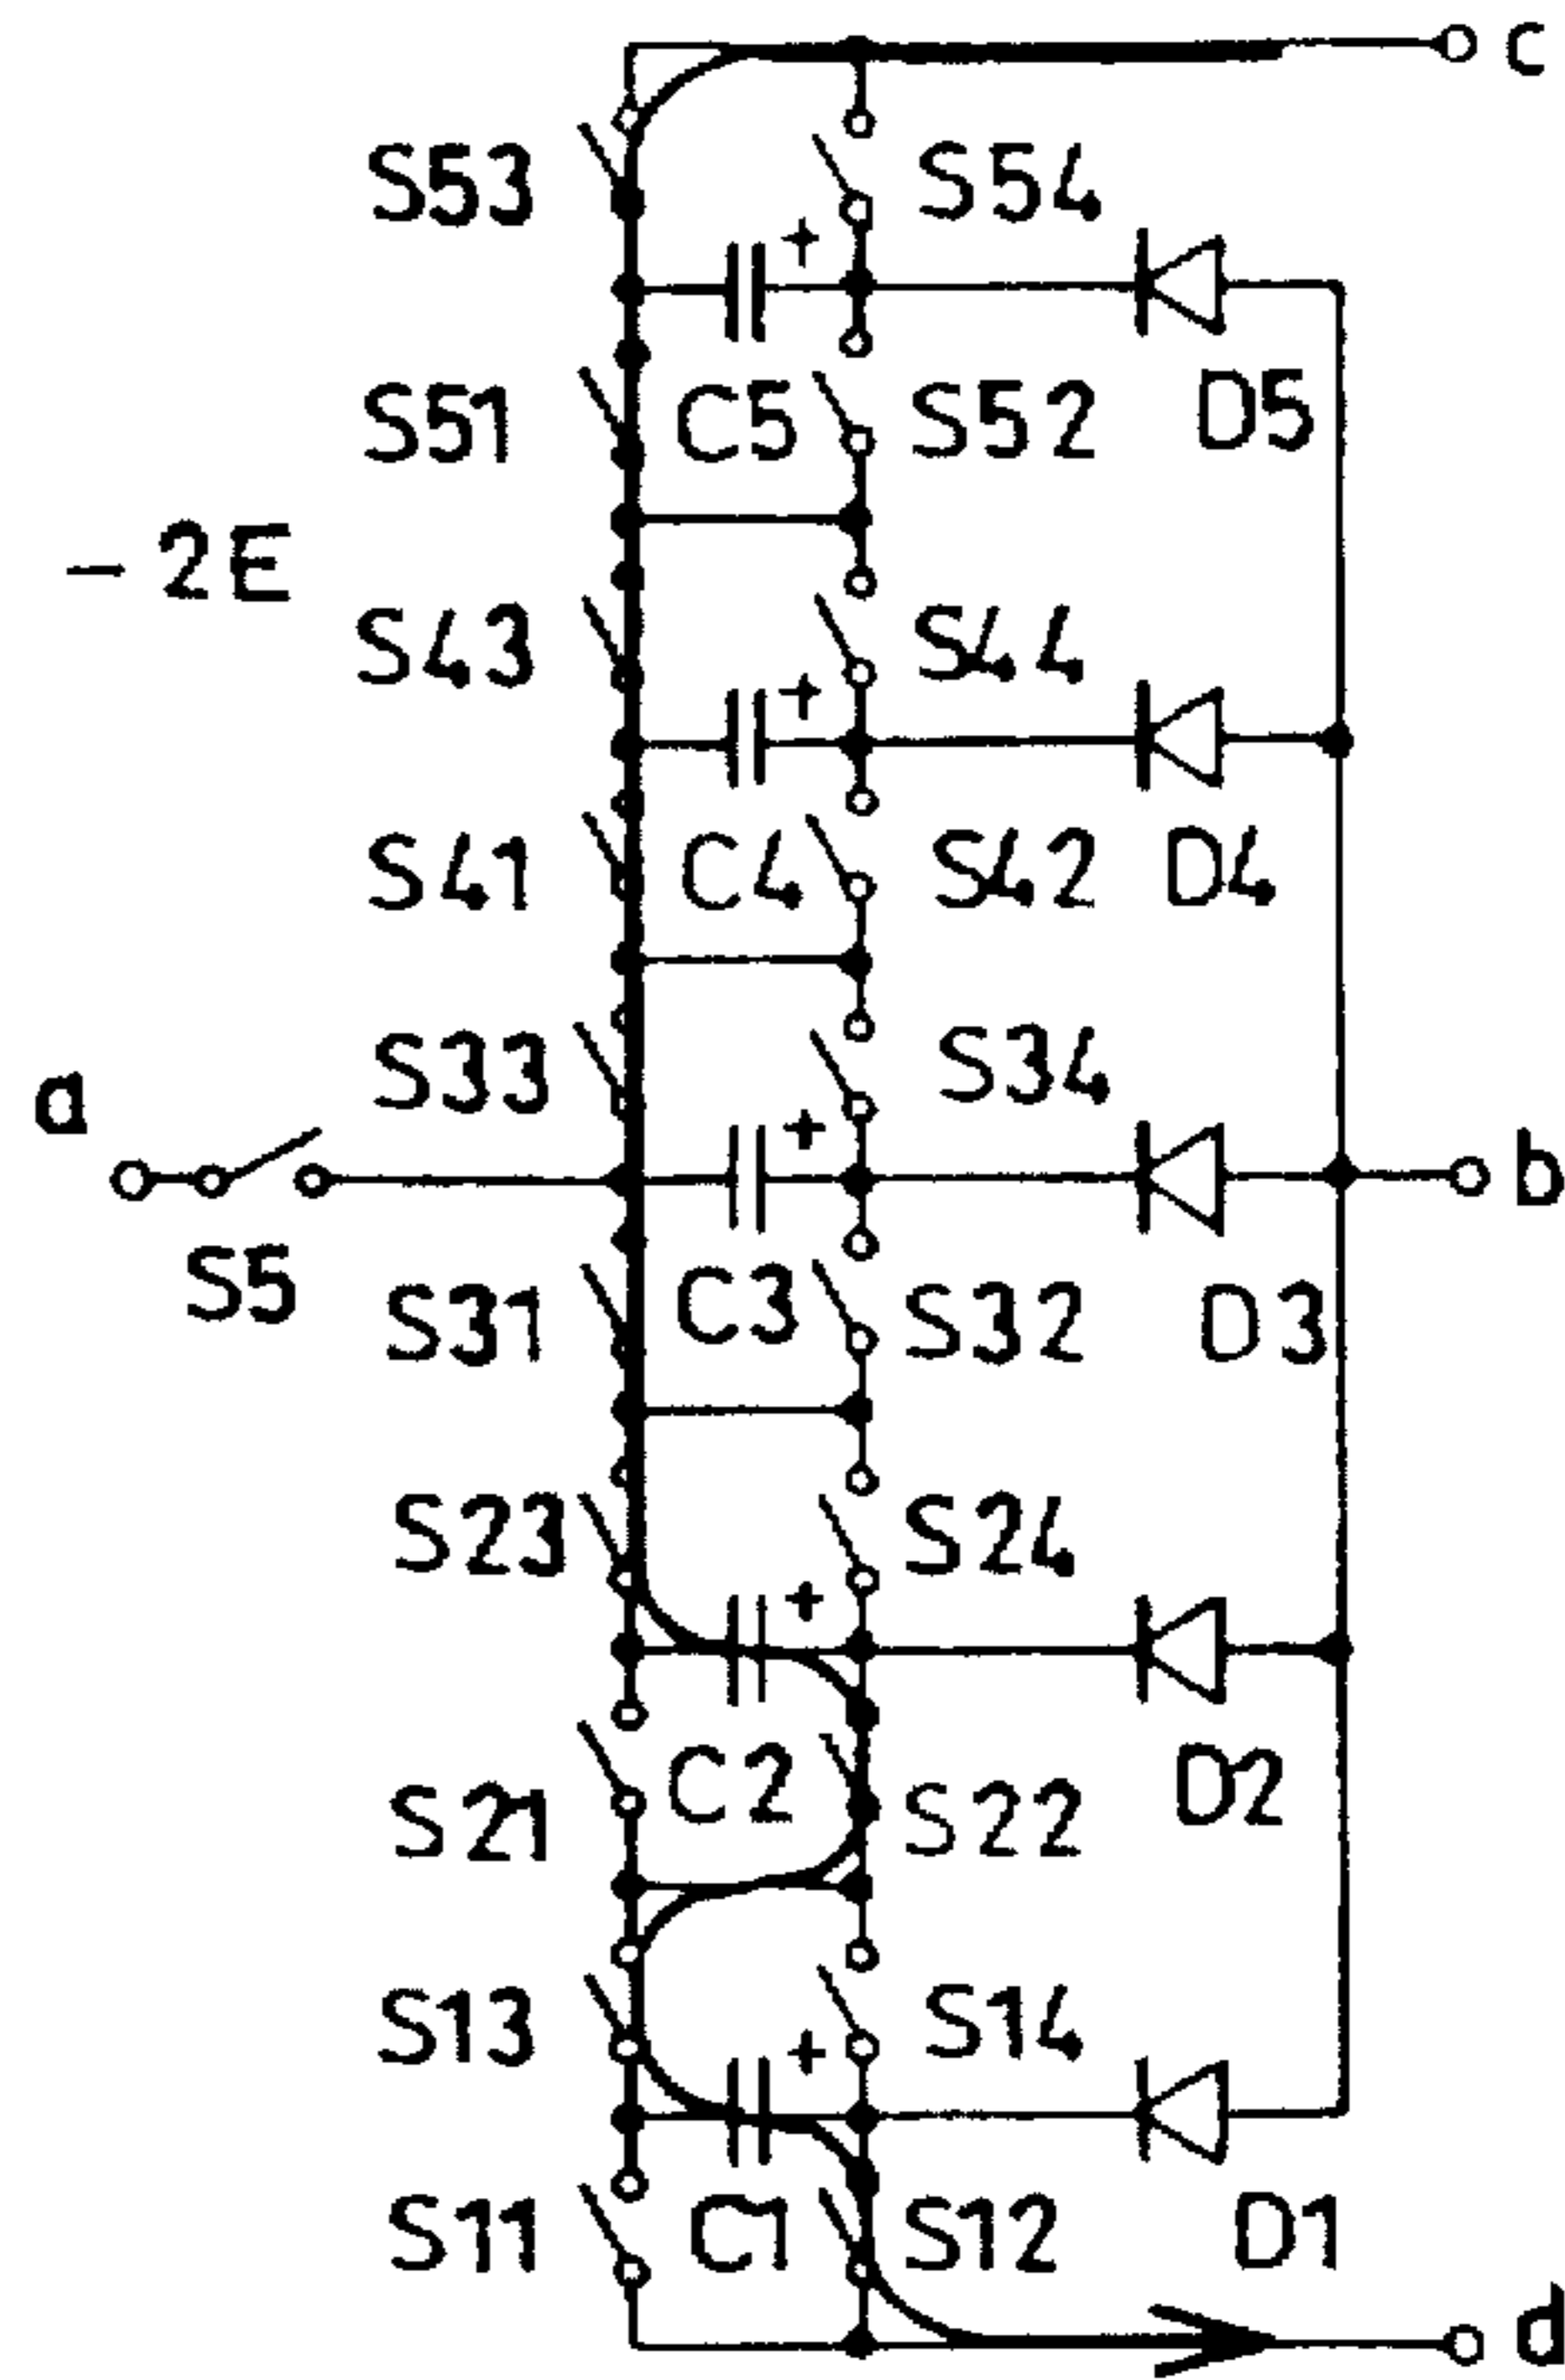 c
S53 S54
+
S51 C5 S52 D5
- 2E
S43 S44
+
S41 C4 S42 D4
S33 S34
a
+
b
S5
S31 C3 S32 D3
S23 S24
+
S21 C2 S22 D2
S13 S14
+
S11 C1 S12 D1
d